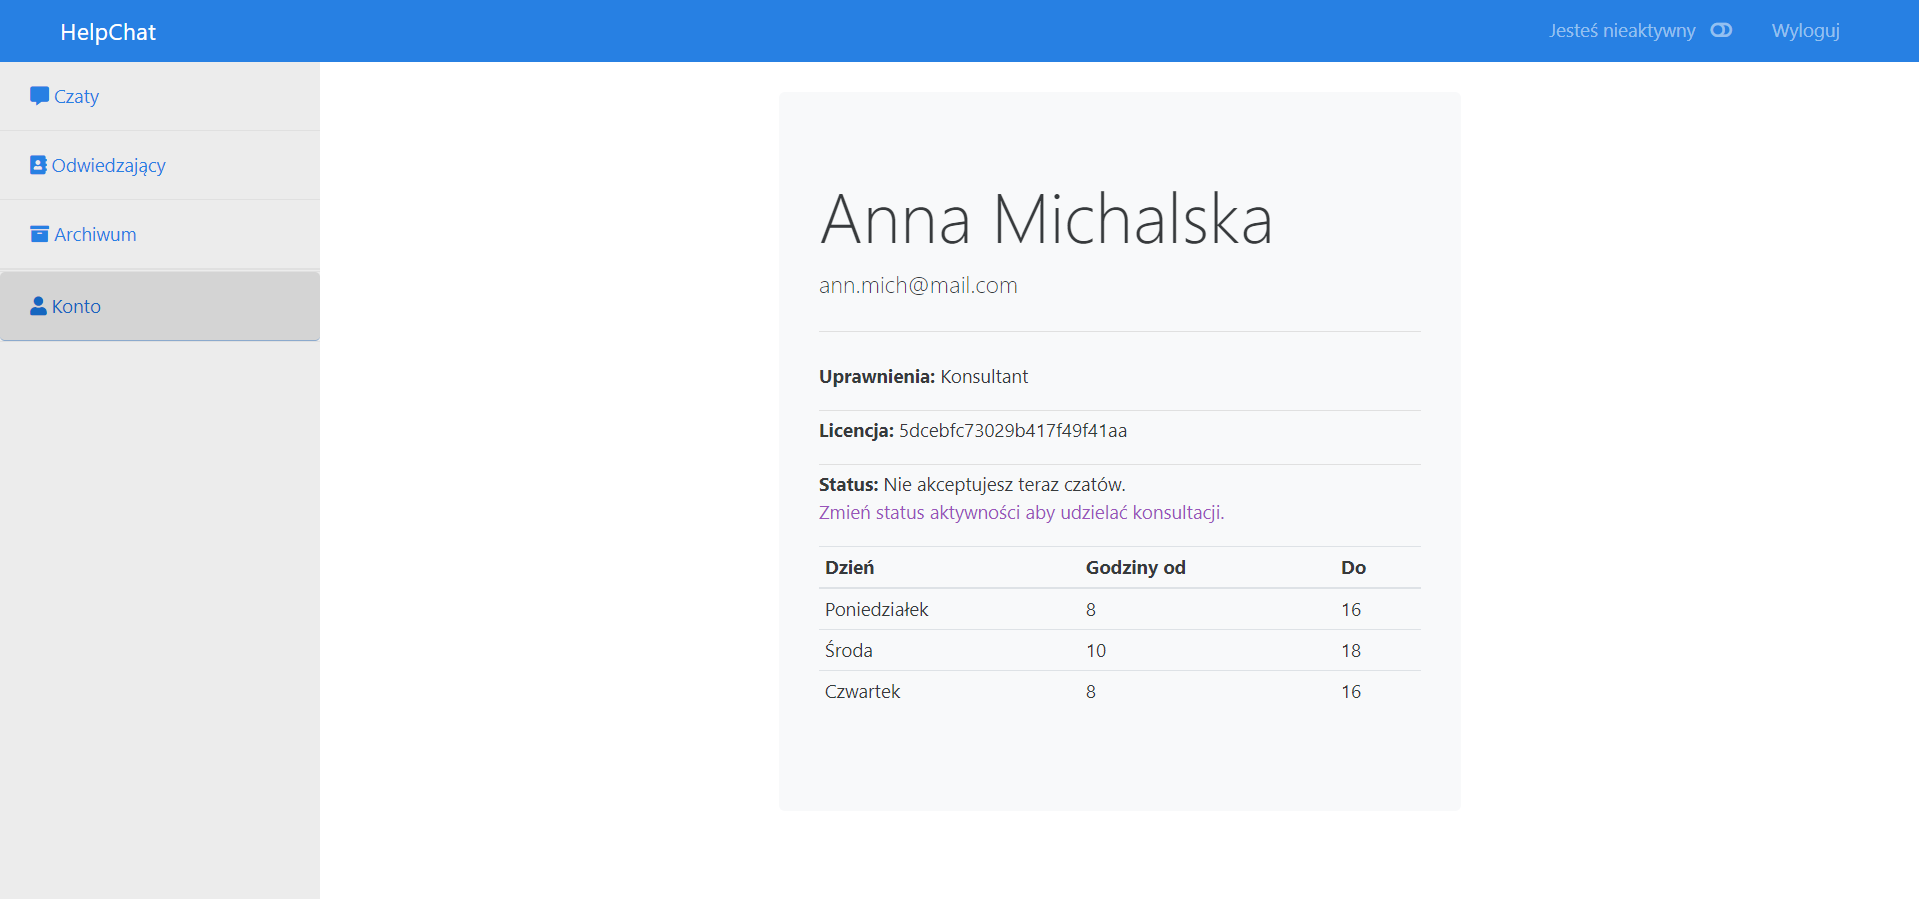 HelpChat
Jesteś nieaktywny
Wyloguj
Czaty
Odwiedzający
Archiwum
Konto
Anna Michalska
ann.mich@mail.com
Uprawnienia: Konsultant
Licencja: 5dcebfc73029b417f49f41aa
Status: Nie akceptujesz teraz czatów.
Zmień status aktywności aby udzielać konsultacji.
Dzień Godziny od Do
Poniedziałek 8 16
Środa 10 18
Czwartek 8 16